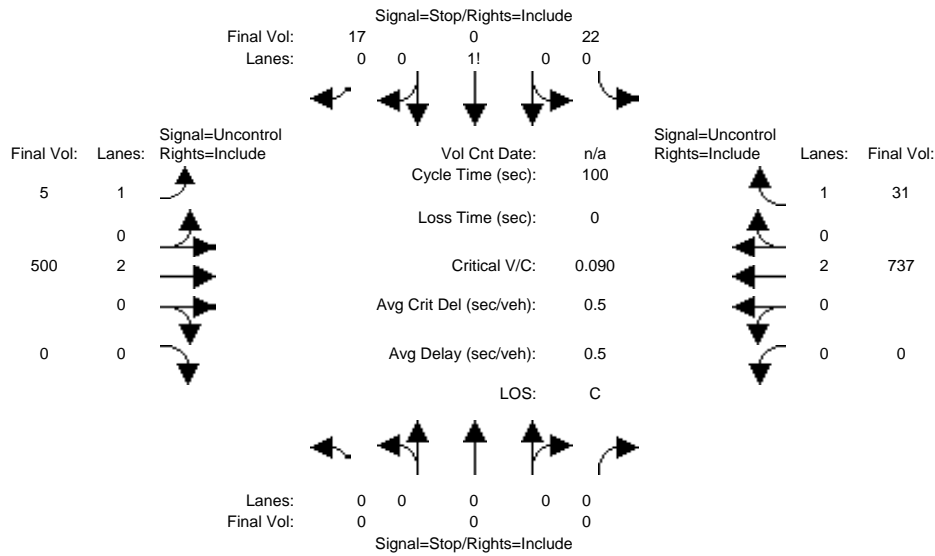 Signal=Stop/Rights=Include
Final Vol: 17 0 22
Lanes: 0 0 1! 0 0
Signal=Uncontrol
Final Vol: Lanes: Rights=Include
Vol Cnt Date: n/a
Signal=Uncontrol
Rights=Include Lanes: Final Vol:
Cycle Time (sec): 100
5 1
1 31
Loss Time (sec): 0
0
0
500 2
Critical V/C: 0.090
2 737
0
Avg Crit Del (sec/veh): 0.5
0
0 0
Avg Delay (sec/veh): 0.5
0 0
LOS: C
Lanes: 0 0 0 0 0
Final Vol: 0 0 0
Signal=Stop/Rights=Include